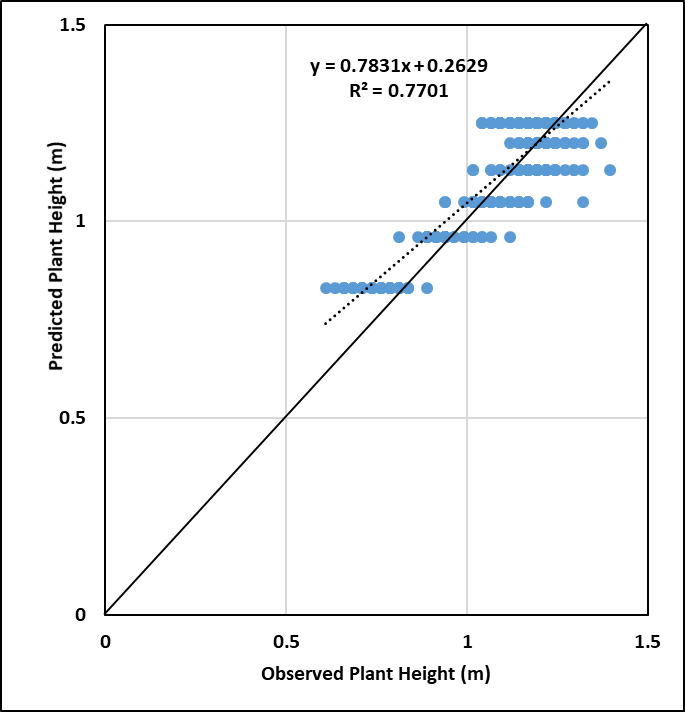 y = 0.7831x + 0.2629
R² = 0.7701
1.5
1
0.5
0
Predicted Plant Height (m)
0 0.5 1 1.5
Observed Plant Height (m)